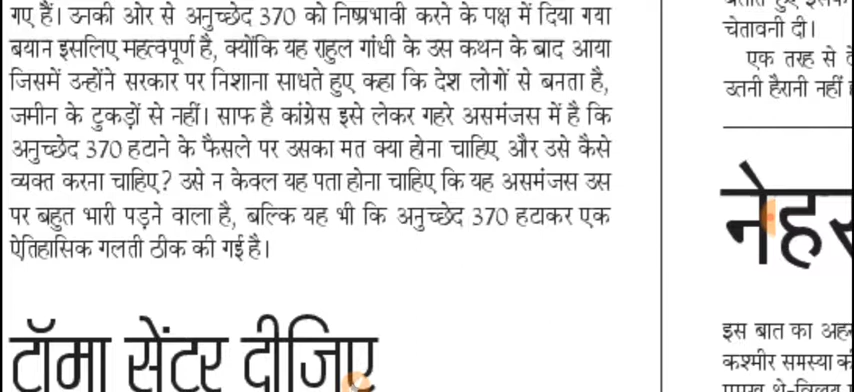 गए हैं। उनकी ओर से अनुच्छेद 370 को निष्प्रभावी करने के पक्ष में दिया गया
बयान इसलिए महत्वपूर्ण है, क्योंकि यह राहुल गांधी के उस कथन के बाद आया
जिसमें उन्होंने सरकार पर निशाना साधते हुए कहा कि देश लोगों से बनता है,
जमीन के टुकड़ों से नहीं। साफ है कांग्रेस इसे लेकर गहरे असमंजस में है कि
अनुच्छेद 370 हटाने के फैसले पर उसका मत क्या होना चाहिए और उसे कैसे
व्यक्त करना चाहिए? उसे न केवल यह पता होना चाहिए कि यह असमंजस उस
पर बहुत भारी पड़ने वाला है, बल्कि यह भी कि अनुच्छेद 370 हटाकर एक
ऐतिहासिक गलती ठीक की गई है।
टॉमा सेंटर दीजिए
चेतावनी दी।
एक तरह से
उतनी हैरानी नहीं
इस बात का
कश्मीर समस्या